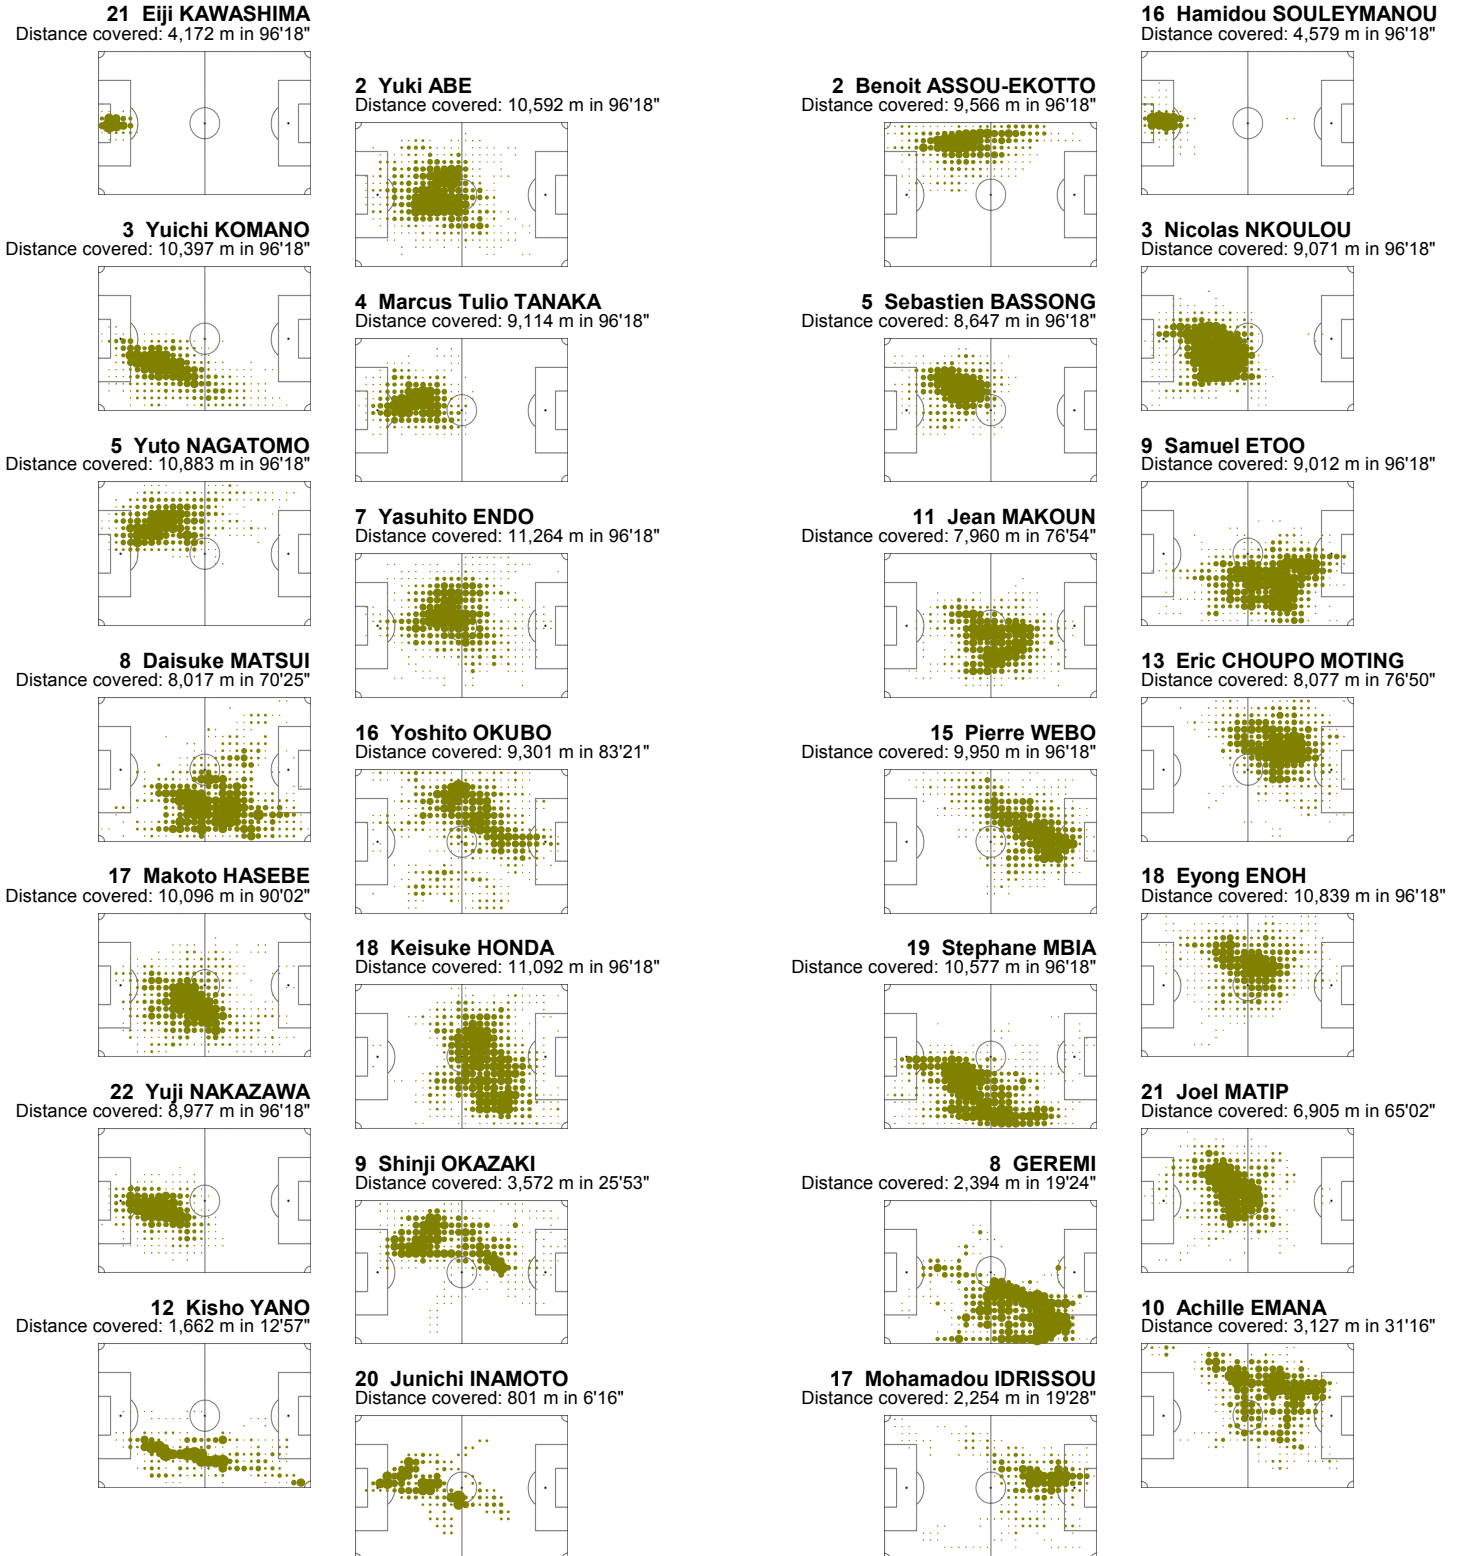 21 Eiji KAWASHIMA
Distance covered: 4,172 m in 96'18"
2 Yuki ABE
Distance covered: 10,592 m in 96'18"
3 Yuichi KOMANO
Distance covered: 10,397 m in 96'18"
4 Marcus Tulio TANAKA
Distance covered: 9,114 m in 96'18"
5 Yuto NAGATOMO
Distance covered: 10,883 m in 96'18"
7 Yasuhito ENDO
Distance covered: 11,264 m in 96'18"
8 Daisuke MATSUI
Distance covered: 8,017 m in 70'25"
16 Yoshito OKUBO
Distance covered: 9,301 m in 83'21"
17 Makoto HASEBE
Distance covered: 10,096 m in 90'02"
18 Keisuke HONDA
Distance covered: 11,092 m in 96'18"
22 Yuji NAKAZAWA
Distance covered: 8,977 m in 96'18"
9 Shinji OKAZAKI
Distance covered: 3,572 m in 25'53"
12 Kisho YANO
Distance covered: 1,662 m in 12'57"
20 Junichi INAMOTO
Distance covered: 801 m in 6'16"
16 Hamidou SOULEYMANOU
Distance covered: 4,579 m in 96'18"
2 Benoit ASSOU-EKOTTO
Distance covered: 9,566 m in 96'18"
3 Nicolas NKOULOU
Distance covered: 9,071 m in 96'18"
5 Sebastien BASSONG
Distance covered: 8,647 m in 96'18"
9 Samuel ETOO
Distance covered: 9,012 m in 96'18"
11 Jean MAKOUN
Distance covered: 7,960 m in 76'54"
13 Eric CHOUPO MOTING
Distance covered: 8,077 m in 76'50"
15 Pierre WEBO
Distance covered: 9,950 m in 96'18"
18 Eyong ENOH
Distance covered: 10,839 m in 96'18"
19 Stephane MBIA
Distance covered: 10,577 m in 96'18"
21 Joel MATIP
Distance covered: 6,905 m in 65'02"
8 GEREMI
Distance covered: 2,394 m in 19'24"
10 Achille EMANA
Distance covered: 3,127 m in 31'16"
17 Mohamadou IDRISSOU
Distance covered: 2,254 m in 19'28"